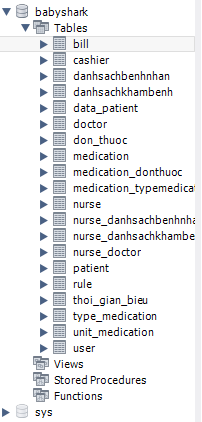 babyshark
Tables
bill
cashier
danhsachbenhnhan
danhsachkhambenh
data_patient
doctor
don_thuoc
medication
medication_donthuoc
medication_typemedicat
nurse
nurse_danhsachbenhnha
nurse_danhsachkhambe
nurse_doctor
patient
rule
thoi_gian_bieu
type_medication
unit_medication
user
Views
Stored Procedures
Functions
sys